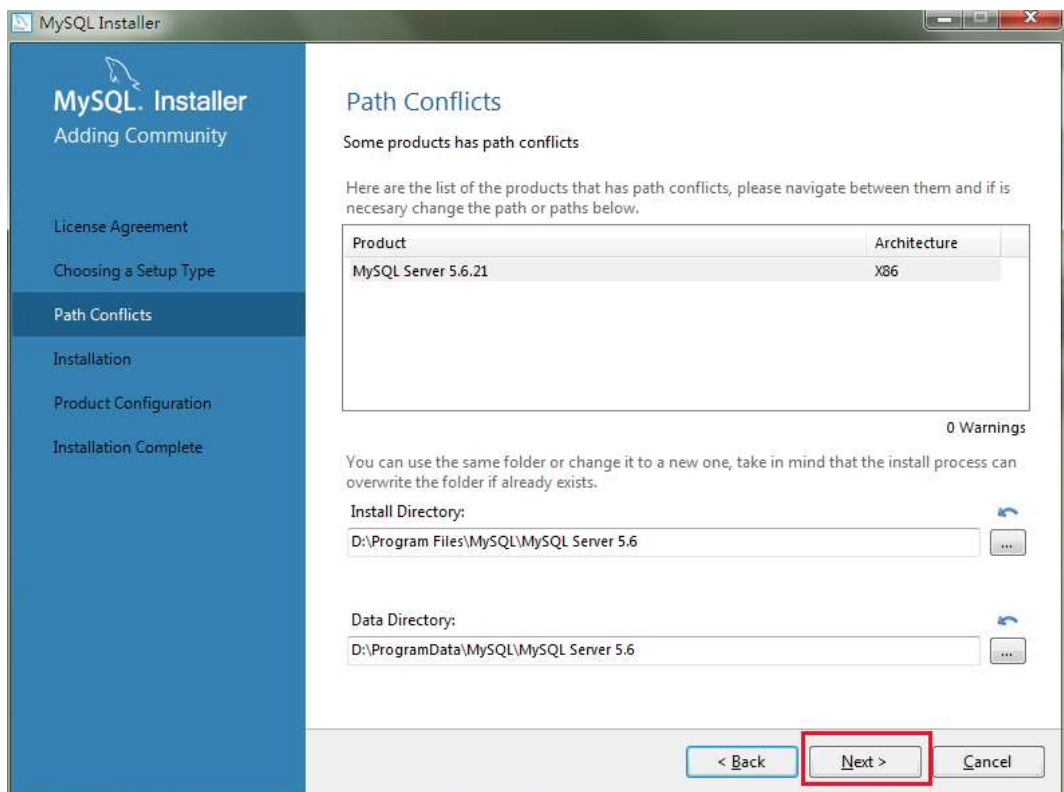 MySQL Installer
MySQL. Installer
Adding Community
License Agreement
Choosing a Setup Type
Path Conflicts
Installation
Product Configuration
Installation Complete
Path Conflicts
Some products has path conflicts
Here are the list of the products that has path conflicts, please navigate between them and if is
necesary change the path or paths below.
Product Architecture
MySQL Server 5.6.21 X86
0 Warnings
You can use the same folder or change it to a new one, take in mind that the install process can
overwrite the folder if already exists.
Install Directory:
D:\Program Files\MySQL\MySQL Server 5.6
...
Data Directory:
D:\ProgramData\MySQL\MySQL Server 5.6
...
< Back Next > Cancel